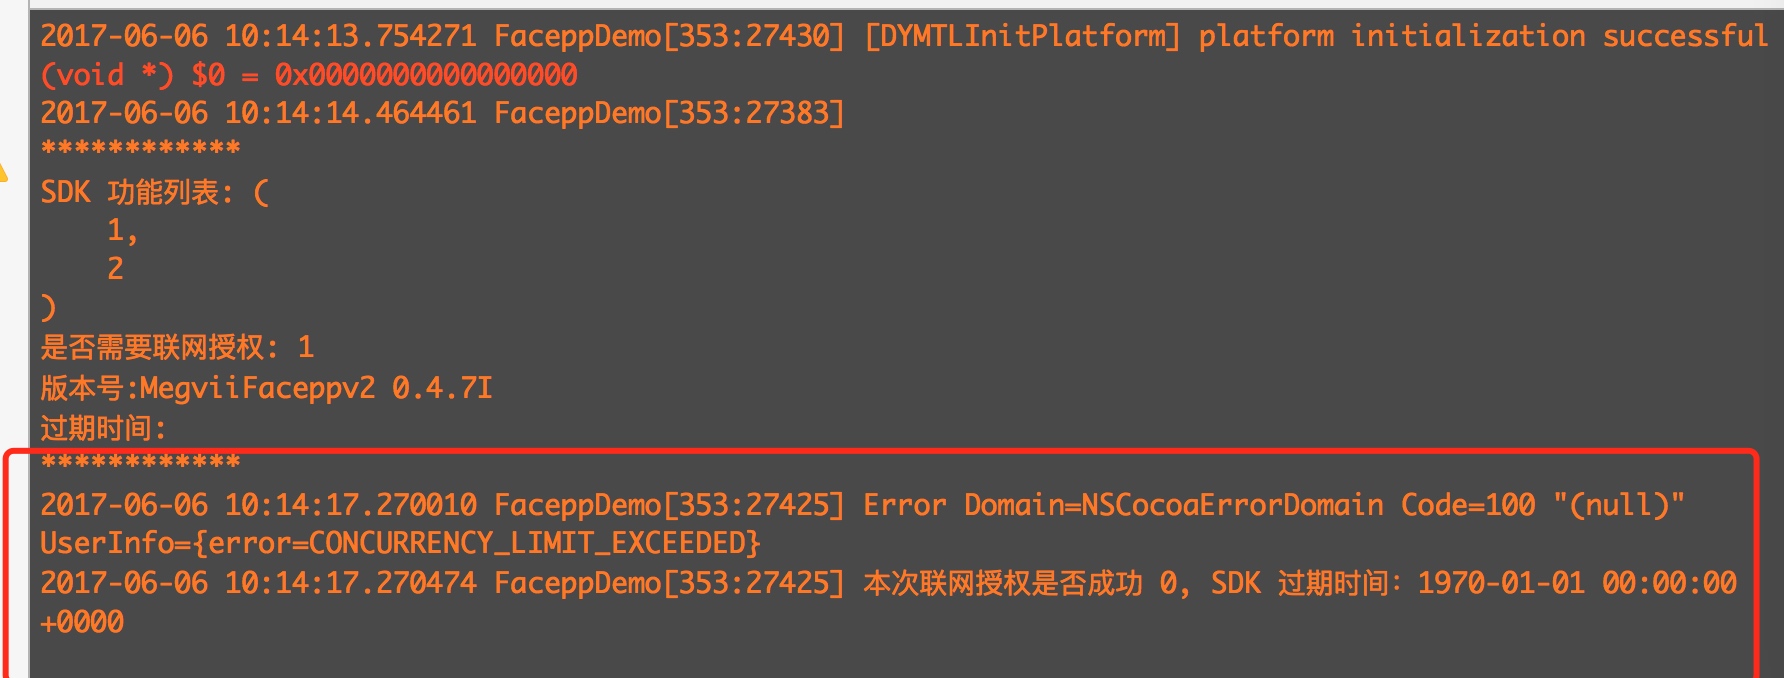 2017-06-06 10:14:13.754271 FaceppDemo[353:27430] [DYMTLInitPlatform] platform initialization successful
(void *) $0 = 0x0000000000000000
2017-06-06 10:14:14.464461 FaceppDemo[353:27383]
************
SDK 功能列表: (
    1,
    2
)
是否需要联网授权: 1
版本号:MegviiFaceppv2 0.4.7I
过期时间:
************
2017-06-06 10:14:17.270010 FaceppDemo[353:27425] Error Domain=NSCocoaErrorDomain Code=100 "(null)"
UserInfo={error=CONCURRENCY_LIMIT_EXCEEDED}
2017-06-06 10:14:17.270474 FaceppDemo[353:27425] 本次联网授权是否成功 0, SDK 过期时间：1970-01-01 00:00:00
+0000